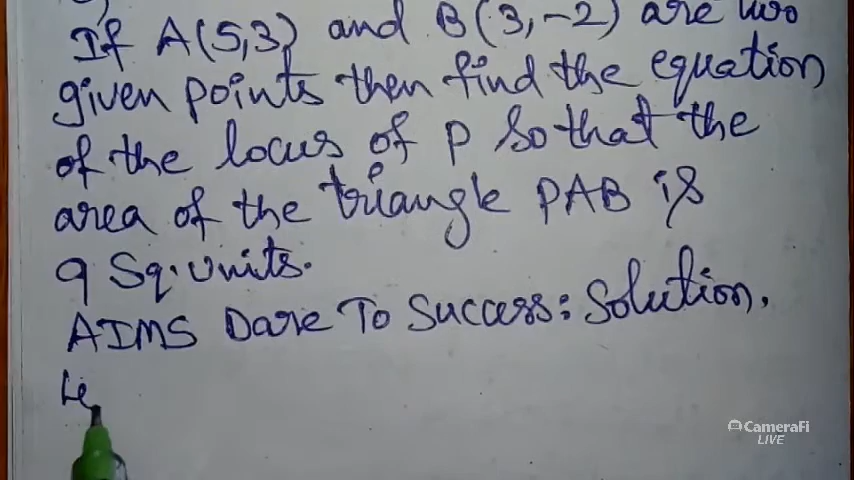 If A(5,3) and B(3,-2) are two
given points then find the equation
of the locus of P so that the
area of the triangle PAB is
9 Sq.units.
AIMS Dare To Success: Solution.
Le
CameraFi
LIVE